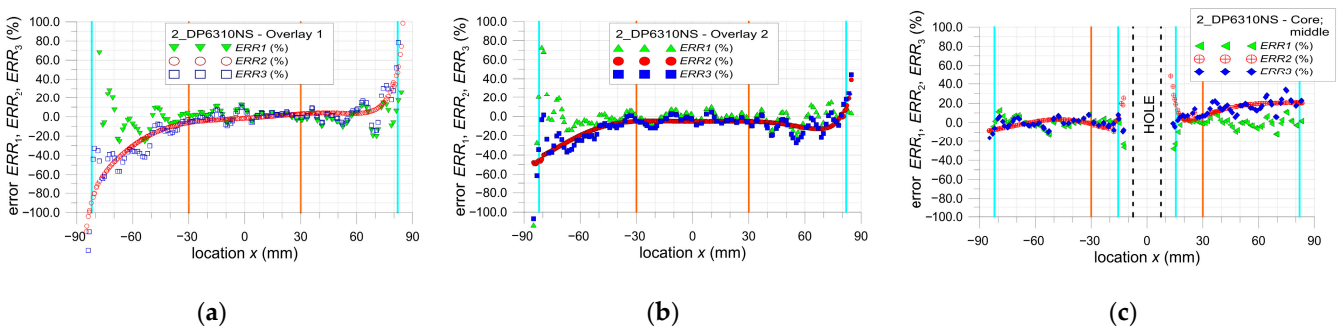 2_DP6310NS - Overlay 1
ERR1 (%)
ERR2 (%)
ERR3 (%)
error ERR1, ERR2, ERR3 (%)
100.0
80.0
60.0
40.0
20.0
0.0
−20.0
−40.0
−60.0
−80.0
−100.0
−90 −60 −30 0 30 60 90
location x (mm)
(a)
2_DP6310NS - Overlay 2
ERR1 (%)
ERR2 (%)
ERR3 (%)
error ERR1, ERR2, ERR3 (%)
100.0
80.0
60.0
40.0
20.0
0.0
−20.0
−40.0
−60.0
−80.0
−100.0
−90 −60 −30 0 30 60 90
location x (mm)
(b)
2_DP6310NS - Core;
middle
ERR1 (%)
ERR2 (%)
ERR3 (%)
HOLE
error ERR1, ERR2, ERR3 (%)
100.0
80.0
60.0
40.0
20.0
0.0
−20.0
−40.0
−60.0
−80.0
−100.0
−90 −60 −30 0 30 60 90
location x (mm)
(c)